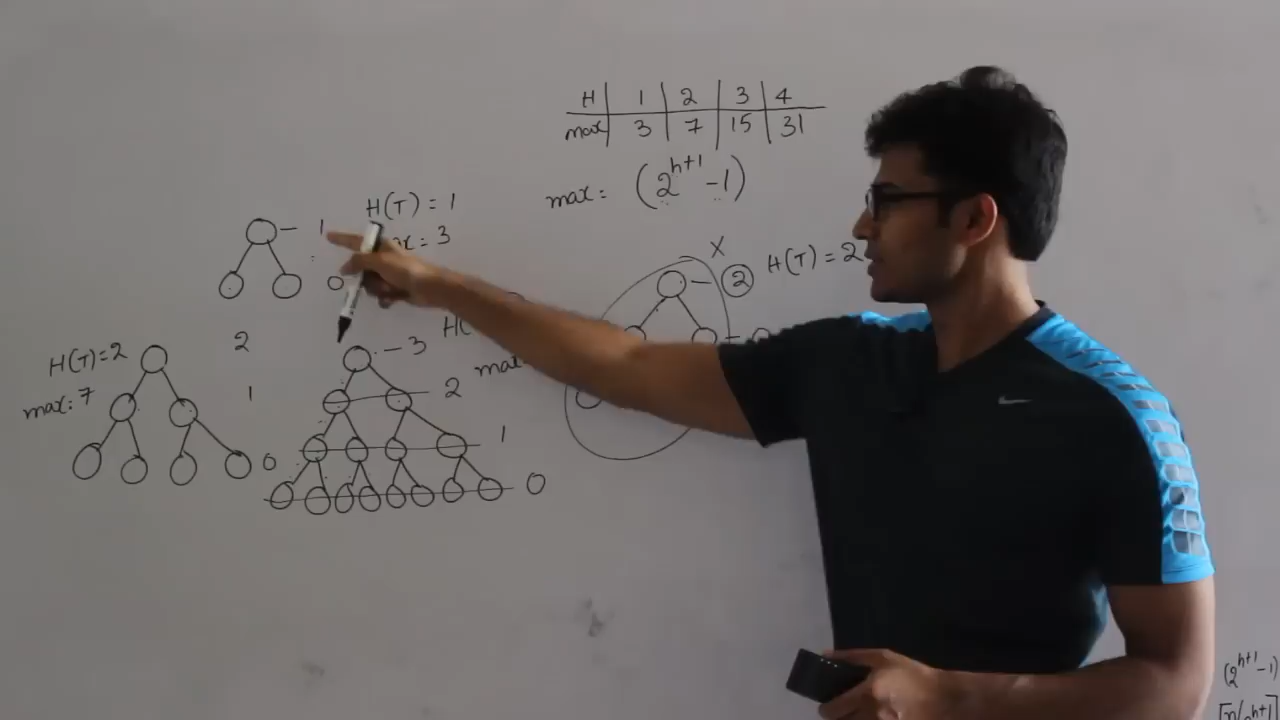 H 1 2 3 4
max 3 7 15 31
max = (2^{h+1} - 1)
H(T) = 1
= 3
1
0
X
2 H(T) = 2
H(T)=2
max: 7
2
1
0
3
2
1
0
(2^{h+1} - 1)